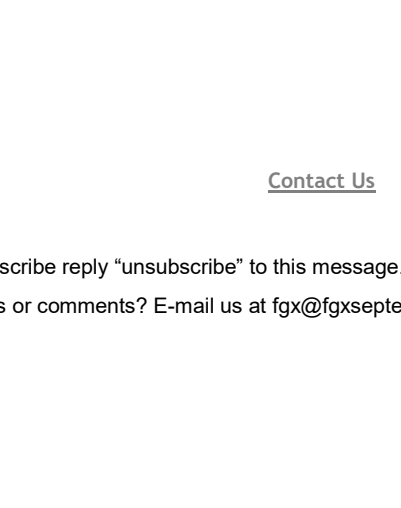 Contact Us
scribe reply “unsubscribe” to this message.
s or comments? E-mail us at fgx@fgxsepte